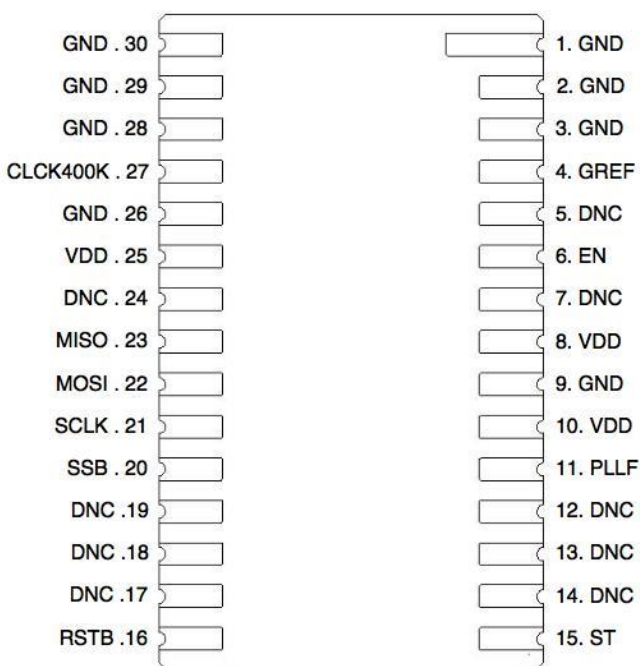 GND . 30
GND . 29
GND . 28
CLCK400K . 27
GND . 26
VDD . 25
DNC . 24
MISO . 23
MOSI . 22
SCLK . 21
SSB . 20
DNC .19
DNC .18
DNC .17
RSTB .16
1. GND
2. GND
3. GND
4. GREF
5. DNC
6. EN
7. DNC
8. VDD
9. GND
10. VDD
11. PLLF
12. DNC
13. DNC
14. DNC
15. ST